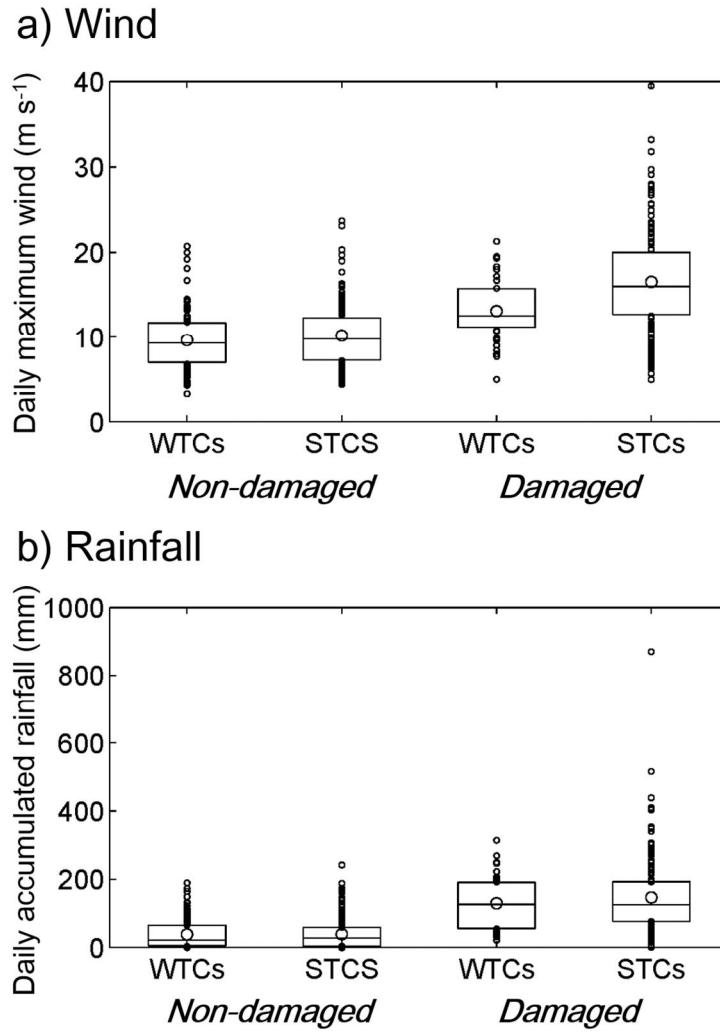 a) Wind
Daily maximum wind (m s⁻¹)
40
30
20
10
0
WTCs STCS WTCs STCs
Non-damaged Damaged
b) Rainfall
Daily accumulated rainfall (mm)
1000
800
600
400
200
0
WTCs STCS WTCs STCs
Non-damaged Damaged